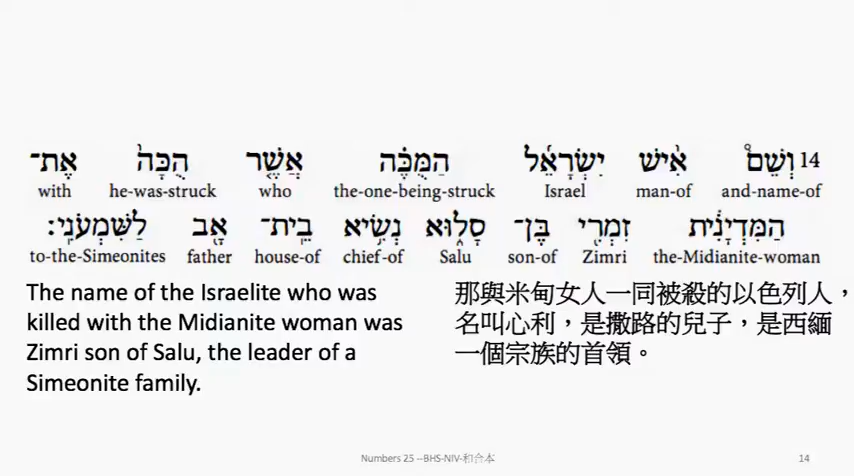 14 וְשֵׁם֩ אִ֨ישׁ יִשְׂרָאֵ֜ל הַמֻּכֶּ֗ה אֲשֶׁ֤ר הֻכָּה֙ אֶת־
and-name-of man-of Israel the-one-being-struck who he-was-struck with
הַמִּדְיָנִ֔ית זִמְרִ֖י בֶּן־ סָל֑וּא נְשִׂ֥יא בֵֽית־ אָ֖ב לַשִּׁמְעֹנִֽי׃
the-Midianite-woman Zimri son-of Salu chief-of house-of father to-the-Simeonites
The name of the Israelite who was
killed with the Midianite woman was
Zimri son of Salu, the leader of a
Simeonite family.
那與米甸女人一同被殺的以色列人，
名叫心利，是撒路的兒子，是西緬
一個宗族的首領。
Numbers 25 --BHS-NIV-和合本
14